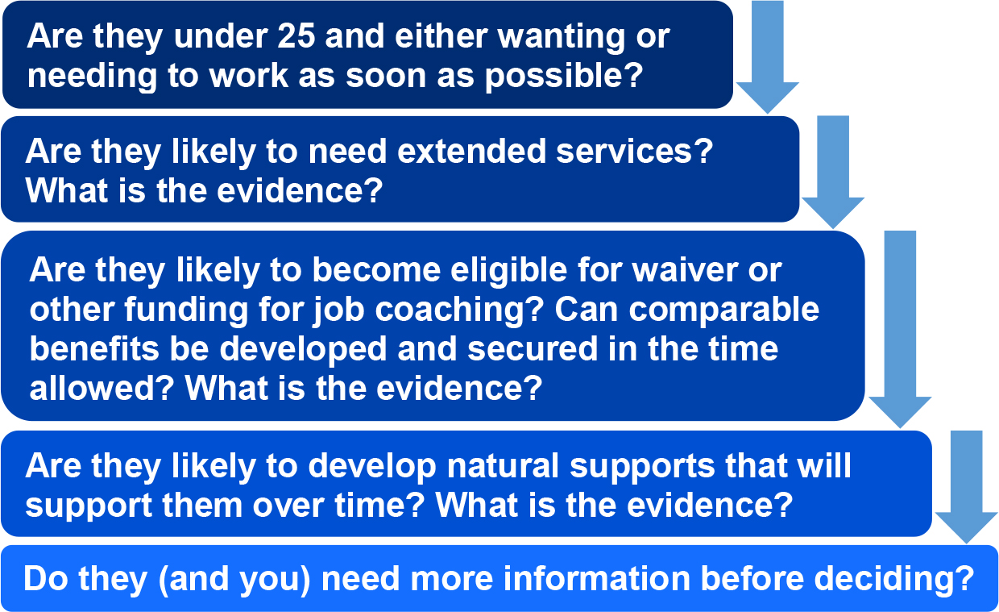 Are they under 25 and either wanting or
needing to work as soon as possible?
Are they likely to need extended services?
What is the evidence?
Are they likely to become eligible for waiver or
other funding for job coaching? Can comparable
benefits be developed and secured in the time
allowed? What is the evidence?
Are they likely to develop natural supports that will
support them over time? What is the evidence?
Do they (and you) need more information before deciding?